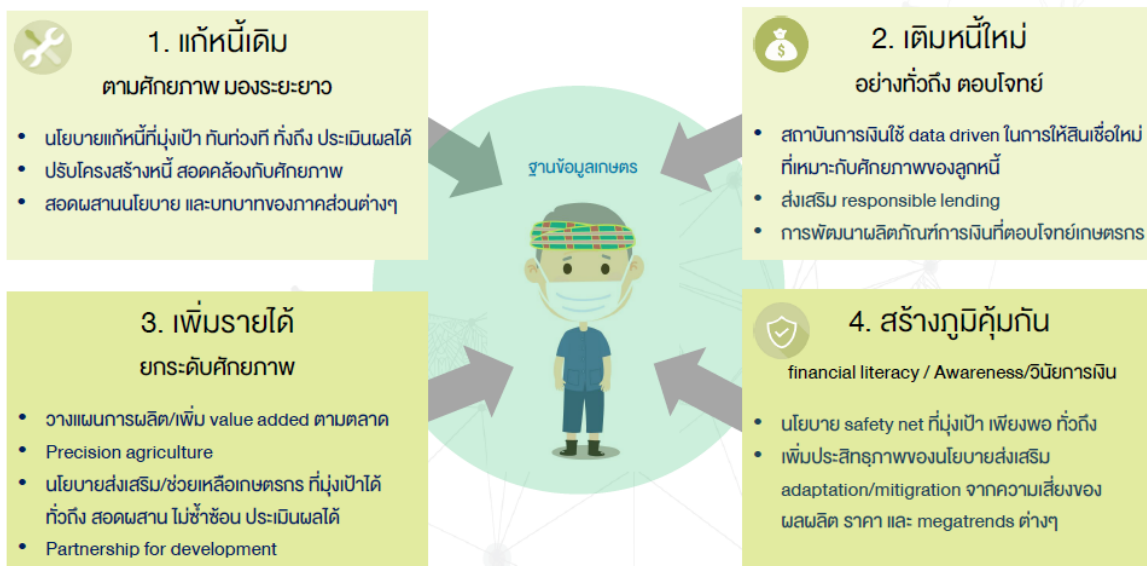 1. แก้หนี้เดิม
ตามศักยภาพ มองระยะยาว
• นโยบายแก้หนี้ที่มุ่งเป้า ทันท่วงที ทั่งถึง ประเมินผลได้
• ปรับโครงสร้างหนี้ สอดคล้องกับศักยภาพ
• สอดผสานนโยบาย และบทบาทของภาคส่วนต่างๆ
2. เติมหนี้ใหม่
อย่างทั่วถึง ตอบโจทย์
• สถาบันการเงินใช้ data driven ในการให้สินเชื่อใหม่
ที่เหมาะกับศักยภาพของลูกหนี้
• ส่งเสริม responsible lending
• การพัฒนาผลิตภัณฑ์การเงินที่ตอบโจทย์เกษตรกร
ฐานข้อมูลเกษตร
3. เพิ่มรายได้
ยกระดับศักยภาพ
• วางแผนการผลิต/เพิ่ม value added ตามตลาด
• Precision agriculture
• นโยบายส่งเสริม/ช่วยเหลือเกษตรกร ที่มุ่งเป้าได้
ทั่วถึง สอดผสาน ไม่ซ้ำซ้อน ประเมินผลได้
• Partnership for development
4. สร้างภูมิคุ้มกัน
financial literacy / Awareness/วินัยการเงิน
• นโยบาย safety net ที่มุ่งเป้า เพียงพอ ทั่วถึง
• เพิ่มประสิทธุภาพของนโยบายส่งเสริม
adaptation/mitigration จากความเสี่ยงของ
ผลผลิต ราคา และ megatrends ต่างๆ